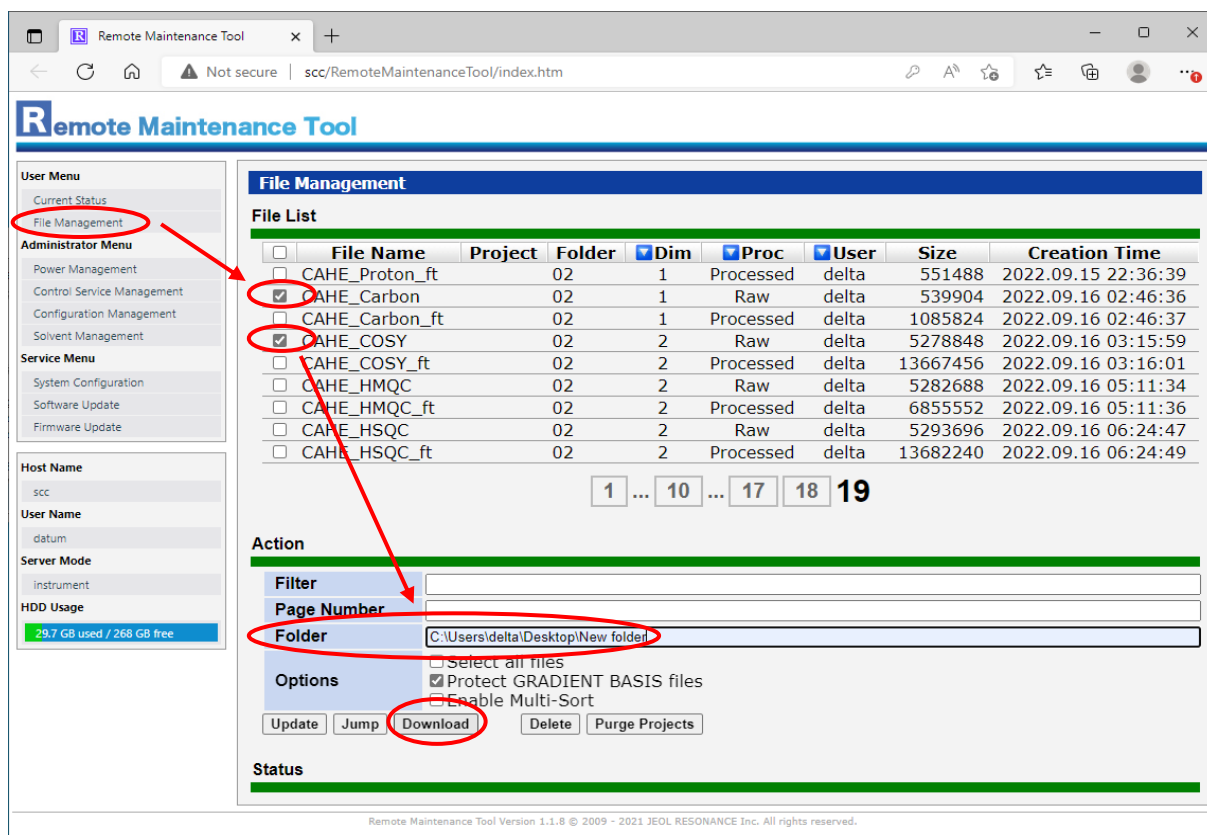 Remote Maintenance Tool
Not secure | scc/RemoteMaintenanceTool/index.htm
Remote Maintenance Tool
User Menu
Current Status
File Management
Administrator Menu
Power Management
Control Service Management
Configuration Management
Solvent Management
Service Menu
System Configuration
Software Update
Firmware Update
Host Name
scc
User Name
datum
Server Mode
instrument
HDD Usage
29.7 GB used / 268 GB free
File Management
File List
File Name Project Folder Dim Proc User Size Creation Time
CAHE_Proton_ft 02 1 Processed delta 551488 2022.09.15 22:36:39
CAHE_Carbon 02 1 Raw delta 539904 2022.09.16 02:46:36
CAHE_Carbon_ft 02 1 Processed delta 1085824 2022.09.16 02:46:37
CAHE_COSY 02 2 Raw delta 5278848 2022.09.16 03:15:59
CAHE_COSY_ft 02 2 Processed delta 13667456 2022.09.16 03:16:01
CAHE_HMQC 02 2 Raw delta 5282688 2022.09.16 05:11:34
CAHE_HMQC_ft 02 2 Processed delta 6855552 2022.09.16 05:11:36
CAHE_HSQC 02 2 Raw delta 5293696 2022.09.16 06:24:47
CAHE_HSQC_ft 02 2 Processed delta 13682240 2022.09.16 06:24:49
1 ... 10 ... 17 18 19
Action
Filter
Page Number
Folder C:\Users\delta\Desktop\New folder
Options
Select all files
Protect GRADIENT BASIS files
Enable Multi-Sort
Update Jump Download Delete Purge Projects
Status
Remote Maintenance Tool Version 1.1.8 © 2009 - 2021 JEOL RESONANCE Inc. All rights reserved.